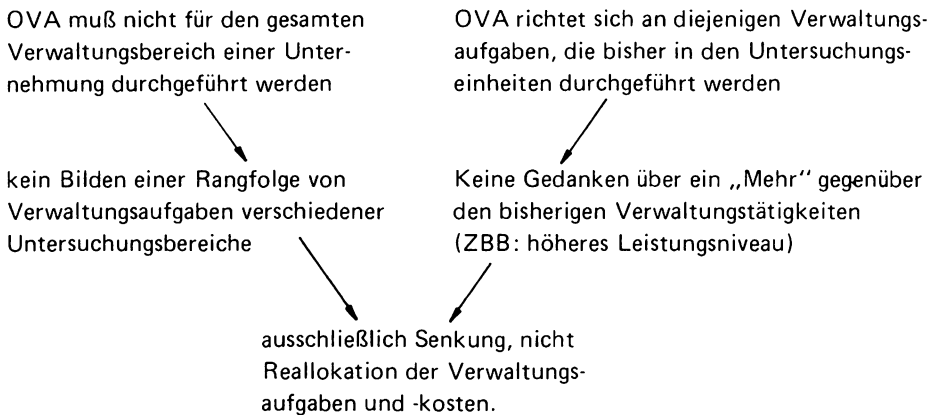 OVA muß nicht für den gesamten
Verwaltungsbereich einer Unter-
nehmung durchgeführt werden
OVA richtet sich an diejenigen Verwaltungs-
aufgaben, die bisher in den Untersuchungs-
einheiten durchgeführt werden
kein Bilden einer Rangfolge von
Verwaltungsaufgaben verschiedener
Untersuchungsbereiche
Keine Gedanken über ein „Mehr" gegenüber
den bisherigen Verwaltungstätigkeiten
(ZBB: höheres Leistungsniveau)
ausschließlich Senkung, nicht
Reallokation der Verwaltungs-
aufgaben und -kosten.